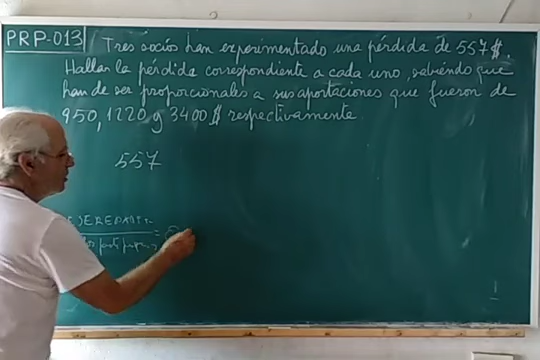 PRP-013 Tres socios han experimentado una pérdida de 557$.
Hallar la pérdida correspondiente a cada uno, sabiendo que
han de ser proporcionales a sus aportaciones que fueron de
950, 1220 y 3400 $ respectivamente.
557